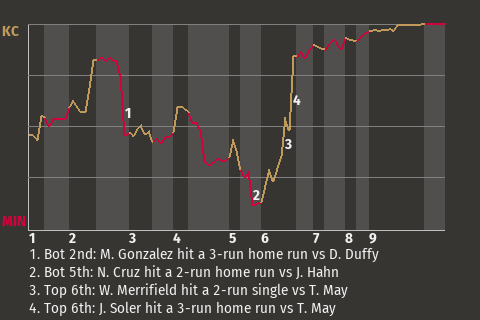 KC
1
4
3
2
MIN
1 2 3 4 5 6 7 8 9
1. Bot 2nd: M. Gonzalez hit a 3-run home run vs D. Duffy
2. Bot 5th: N. Cruz hit a 2-run home run vs J. Hahn
3. Top 6th: W. Merrifield hit a 2-run single vs T. May
4. Top 6th: J. Soler hit a 3-run home run vs T. May